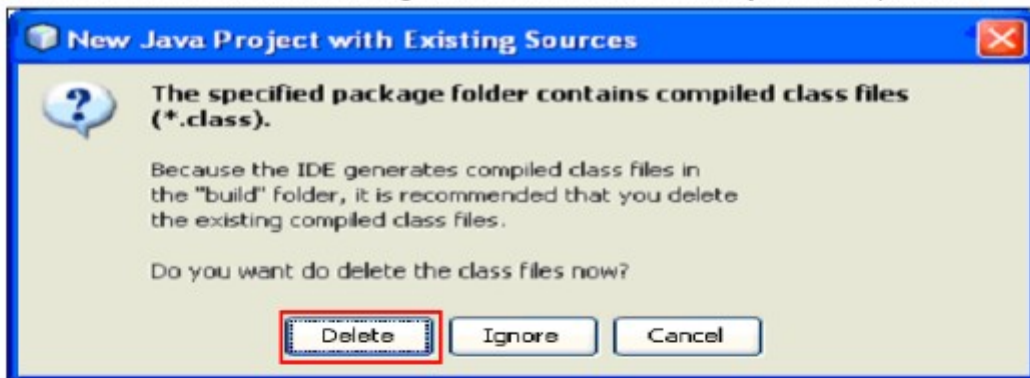 New Java Project with Existing Sources
The specified package folder contains compiled class files
(*.class).
Because the IDE generates compiled class files in
the "build" folder, it is recommended that you delete
the existing compiled class files.
Do you want do delete the class files now?
Delete Ignore Cancel